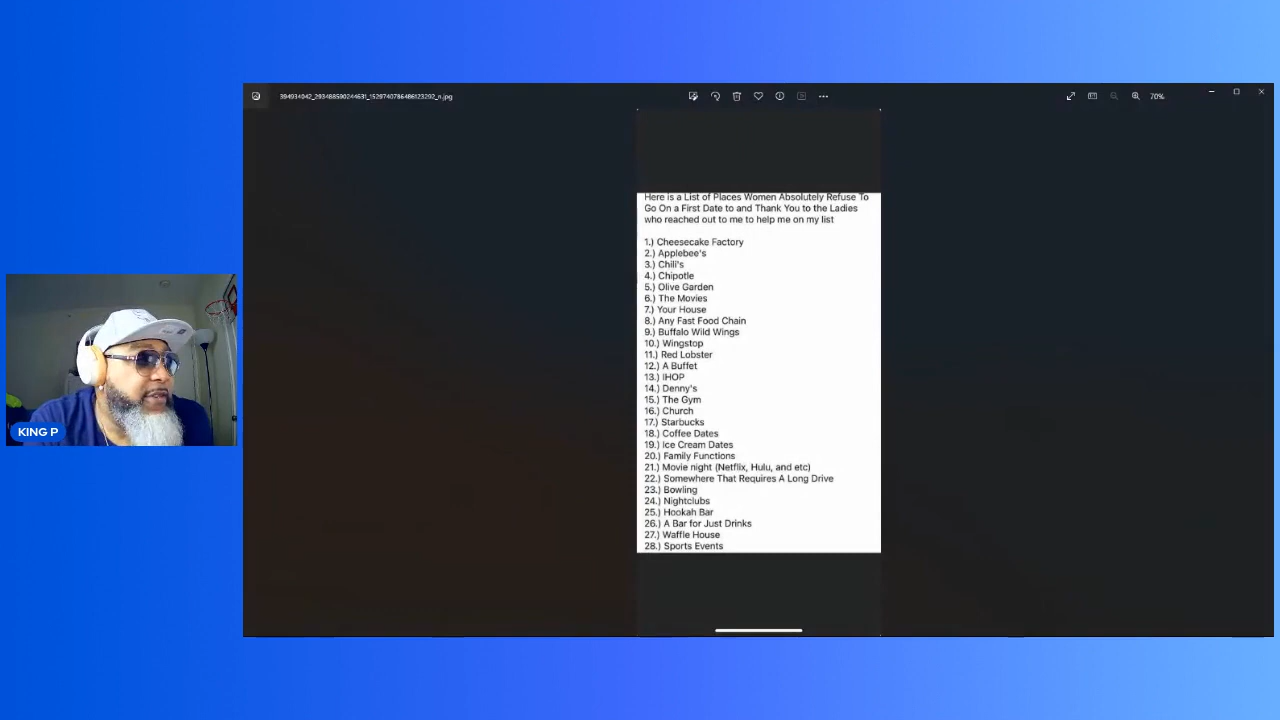 394934042_293488590244631_1529740786486123292_n.jpg
70%
Here is a List of Places Women Absolutely Refuse To
Go On a First Date to and Thank You to the Ladies
who reached out to me to help me on my list
1.) Cheesecake Factory
2.) Applebee's
3.) Chili's
4.) Chipotle
5.) Olive Garden
6.) The Movies
7.) Your House
8.) Any Fast Food Chain
9.) Buffalo Wild Wings
10.) Wingstop
11.) Red Lobster
12.) A Buffet
13.) IHOP
14.) Denny's
15.) The Gym
16.) Church
17.) Starbucks
18.) Coffee Dates
19.) Ice Cream Dates
20.) Family Functions
21.) Movie night (Netflix, Hulu, and etc)
22.) Somewhere That Requires A Long Drive
23.) Bowling
24.) Nightclubs
25.) Hookah Bar
26.) A Bar for Just Drinks
27.) Waffle House
28.) Sports Events
KING P